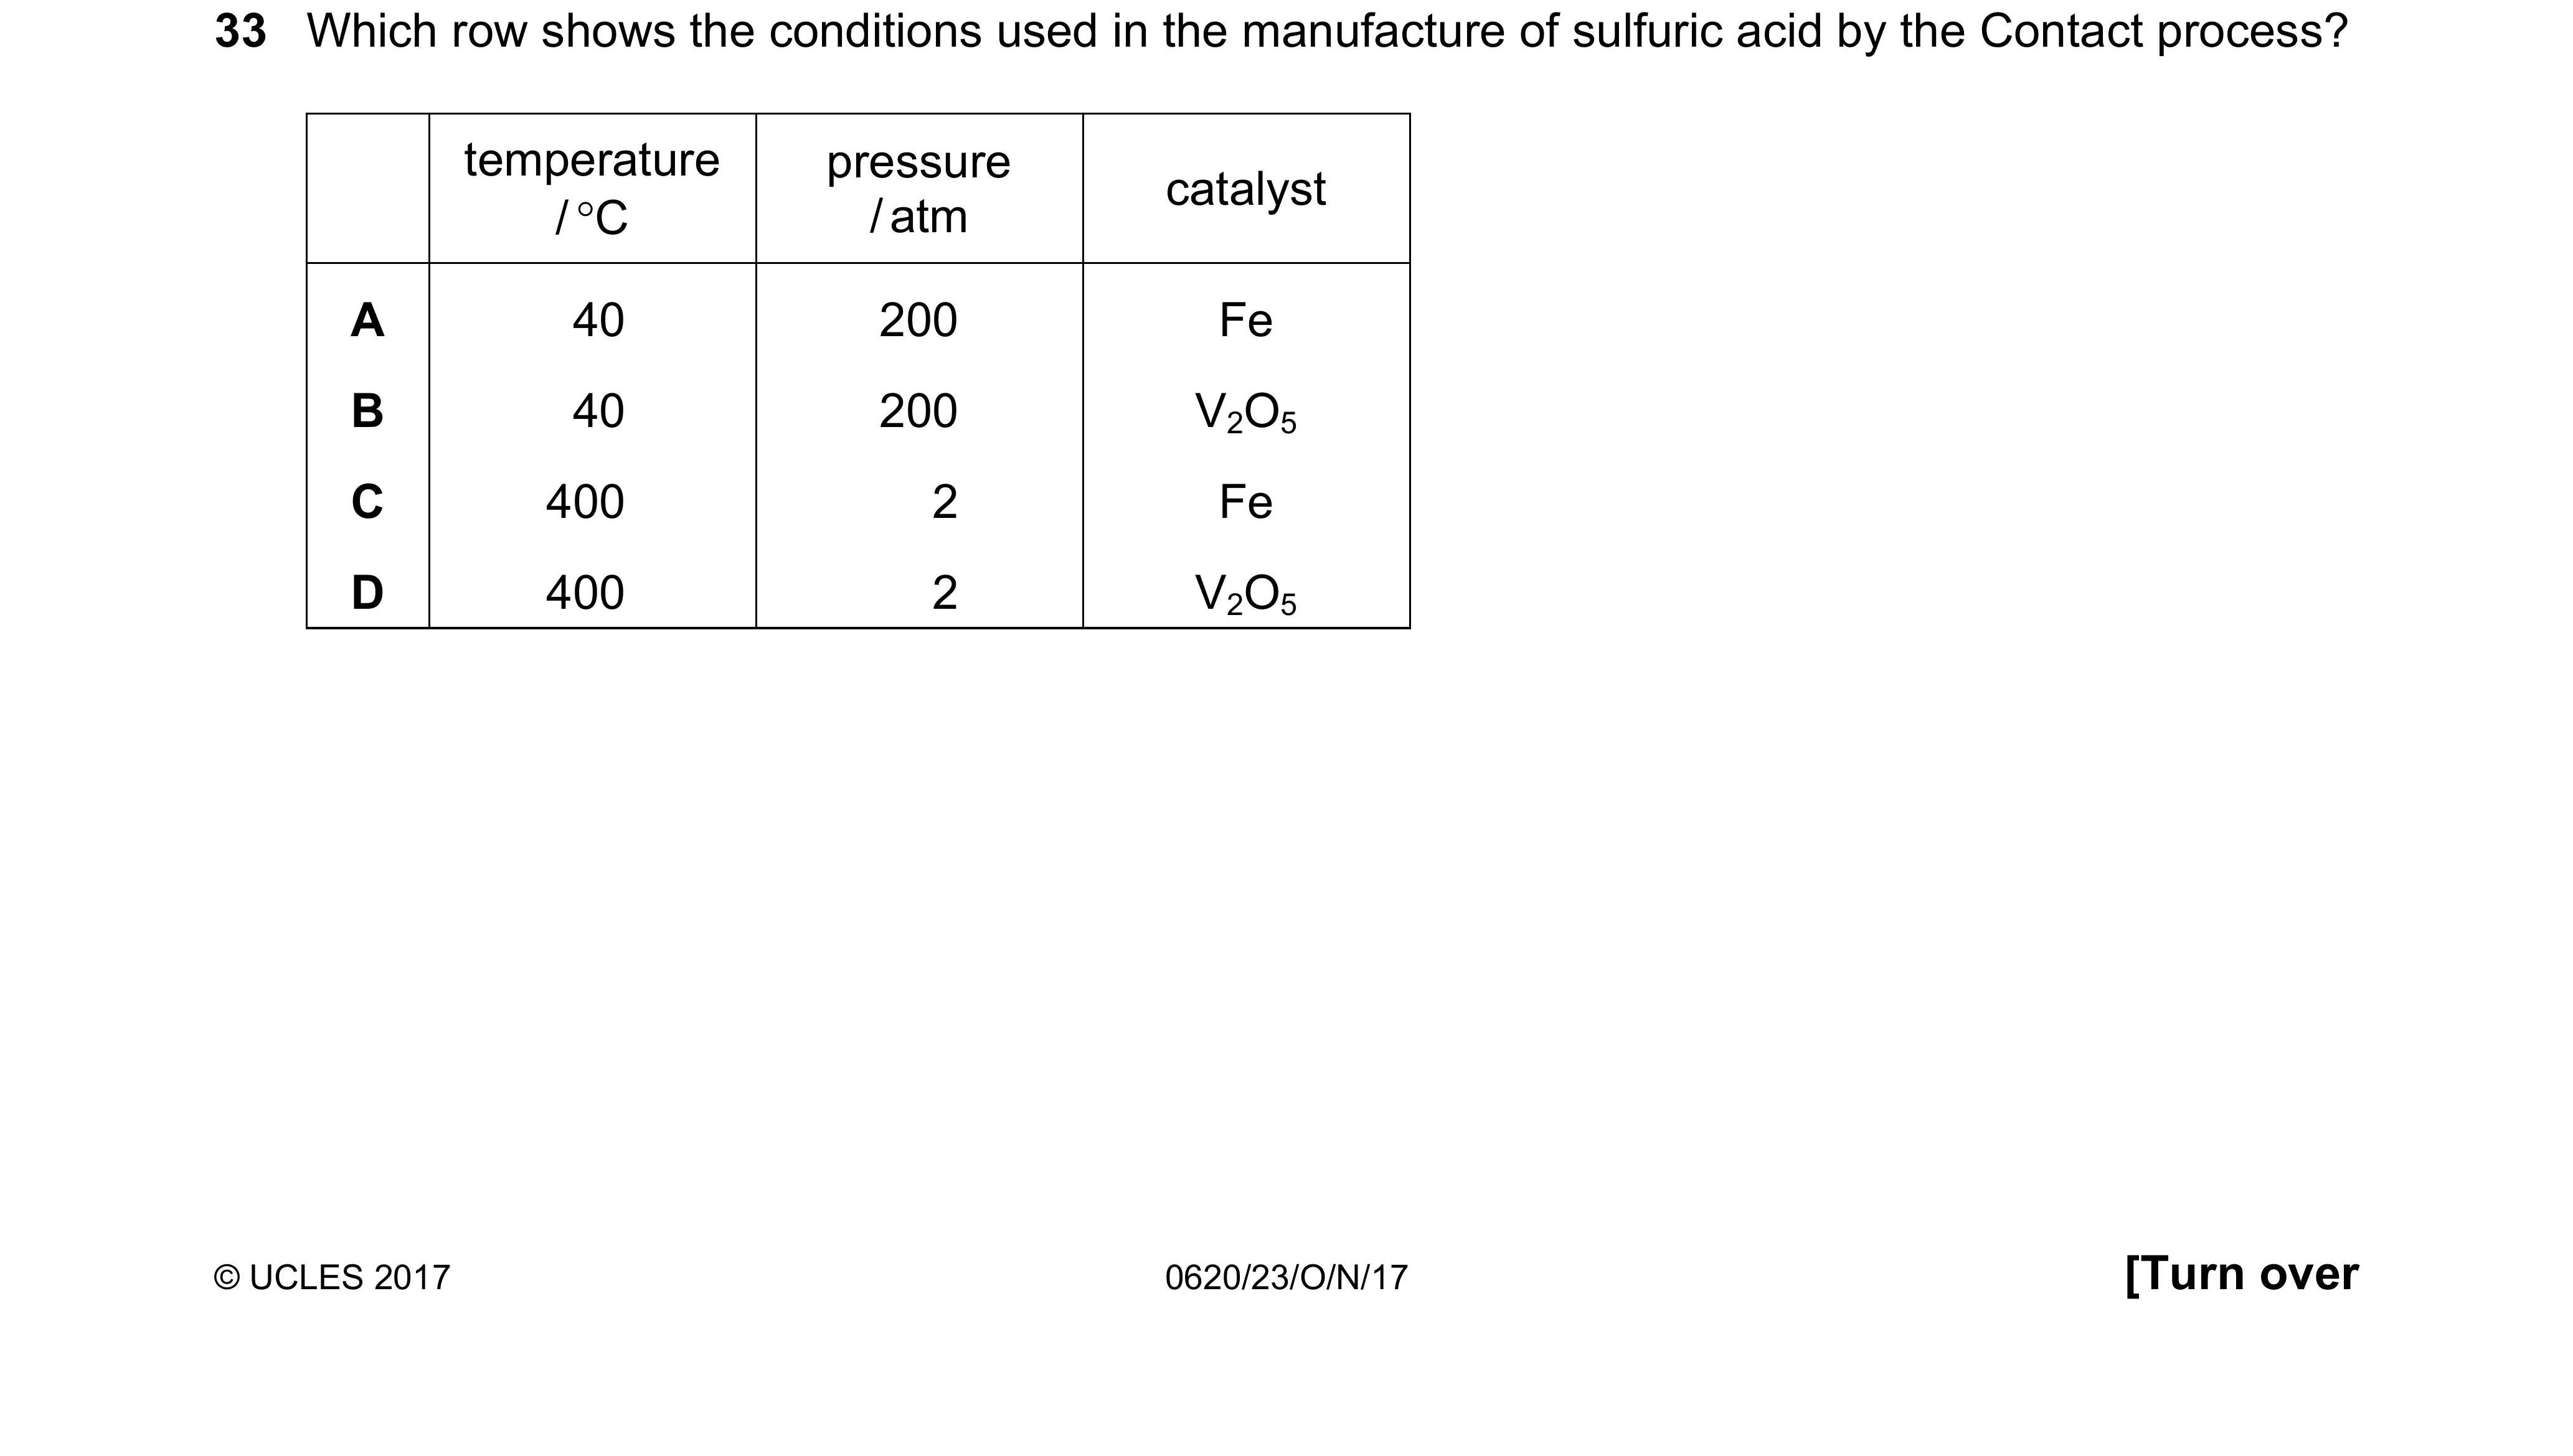 33 Which row shows the conditions used in the manufacture of sulfuric acid by the Contact process?
temperature / °C pressure / atm catalyst
A 40 200 Fe
B 40 200 V₂O₅
C 400 2 Fe
D 400 2 V₂O₅
© UCLES 2017 0620/23/O/N/17 [Turn over